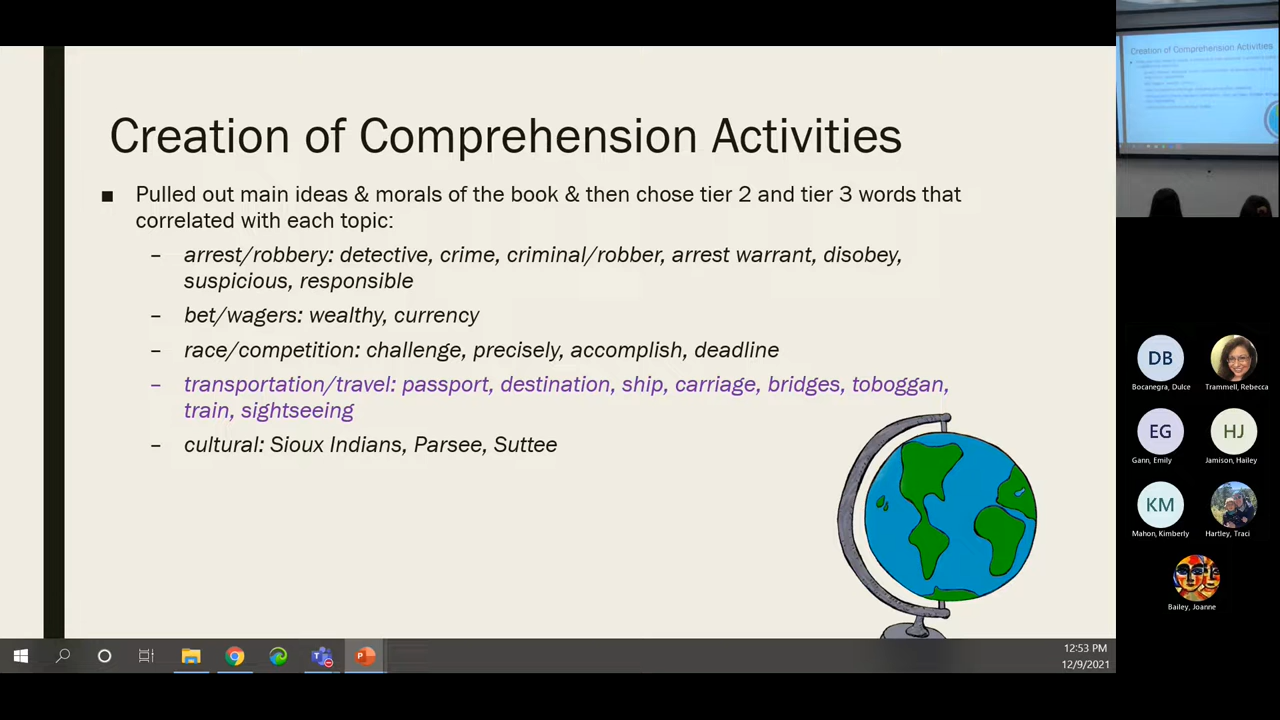 Creation of Comprehension Activities
Creation of Comprehension Activities
■ Pulled out main ideas & morals of the book & then chose tier 2 and tier 3 words that
correlated with each topic:
– arrest/robbery: detective, crime, criminal/robber, arrest warrant, disobey,
suspicious, responsible
– bet/wagers: wealthy, currency
– race/competition: challenge, precisely, accomplish, deadline
– transportation/travel: passport, destination, ship, carriage, bridges, toboggan,
train, sightseeing
– cultural: Sioux Indians, Parsee, Suttee
DB
Bocanegra, Dulce
Trammell, Rebecca
EG
Gann, Emily
HJ
Jamison, Hailey
KM
Mahon, Kimberly
Hartley, Traci
Bailey, Joanne
12:53 PM
12/9/2021